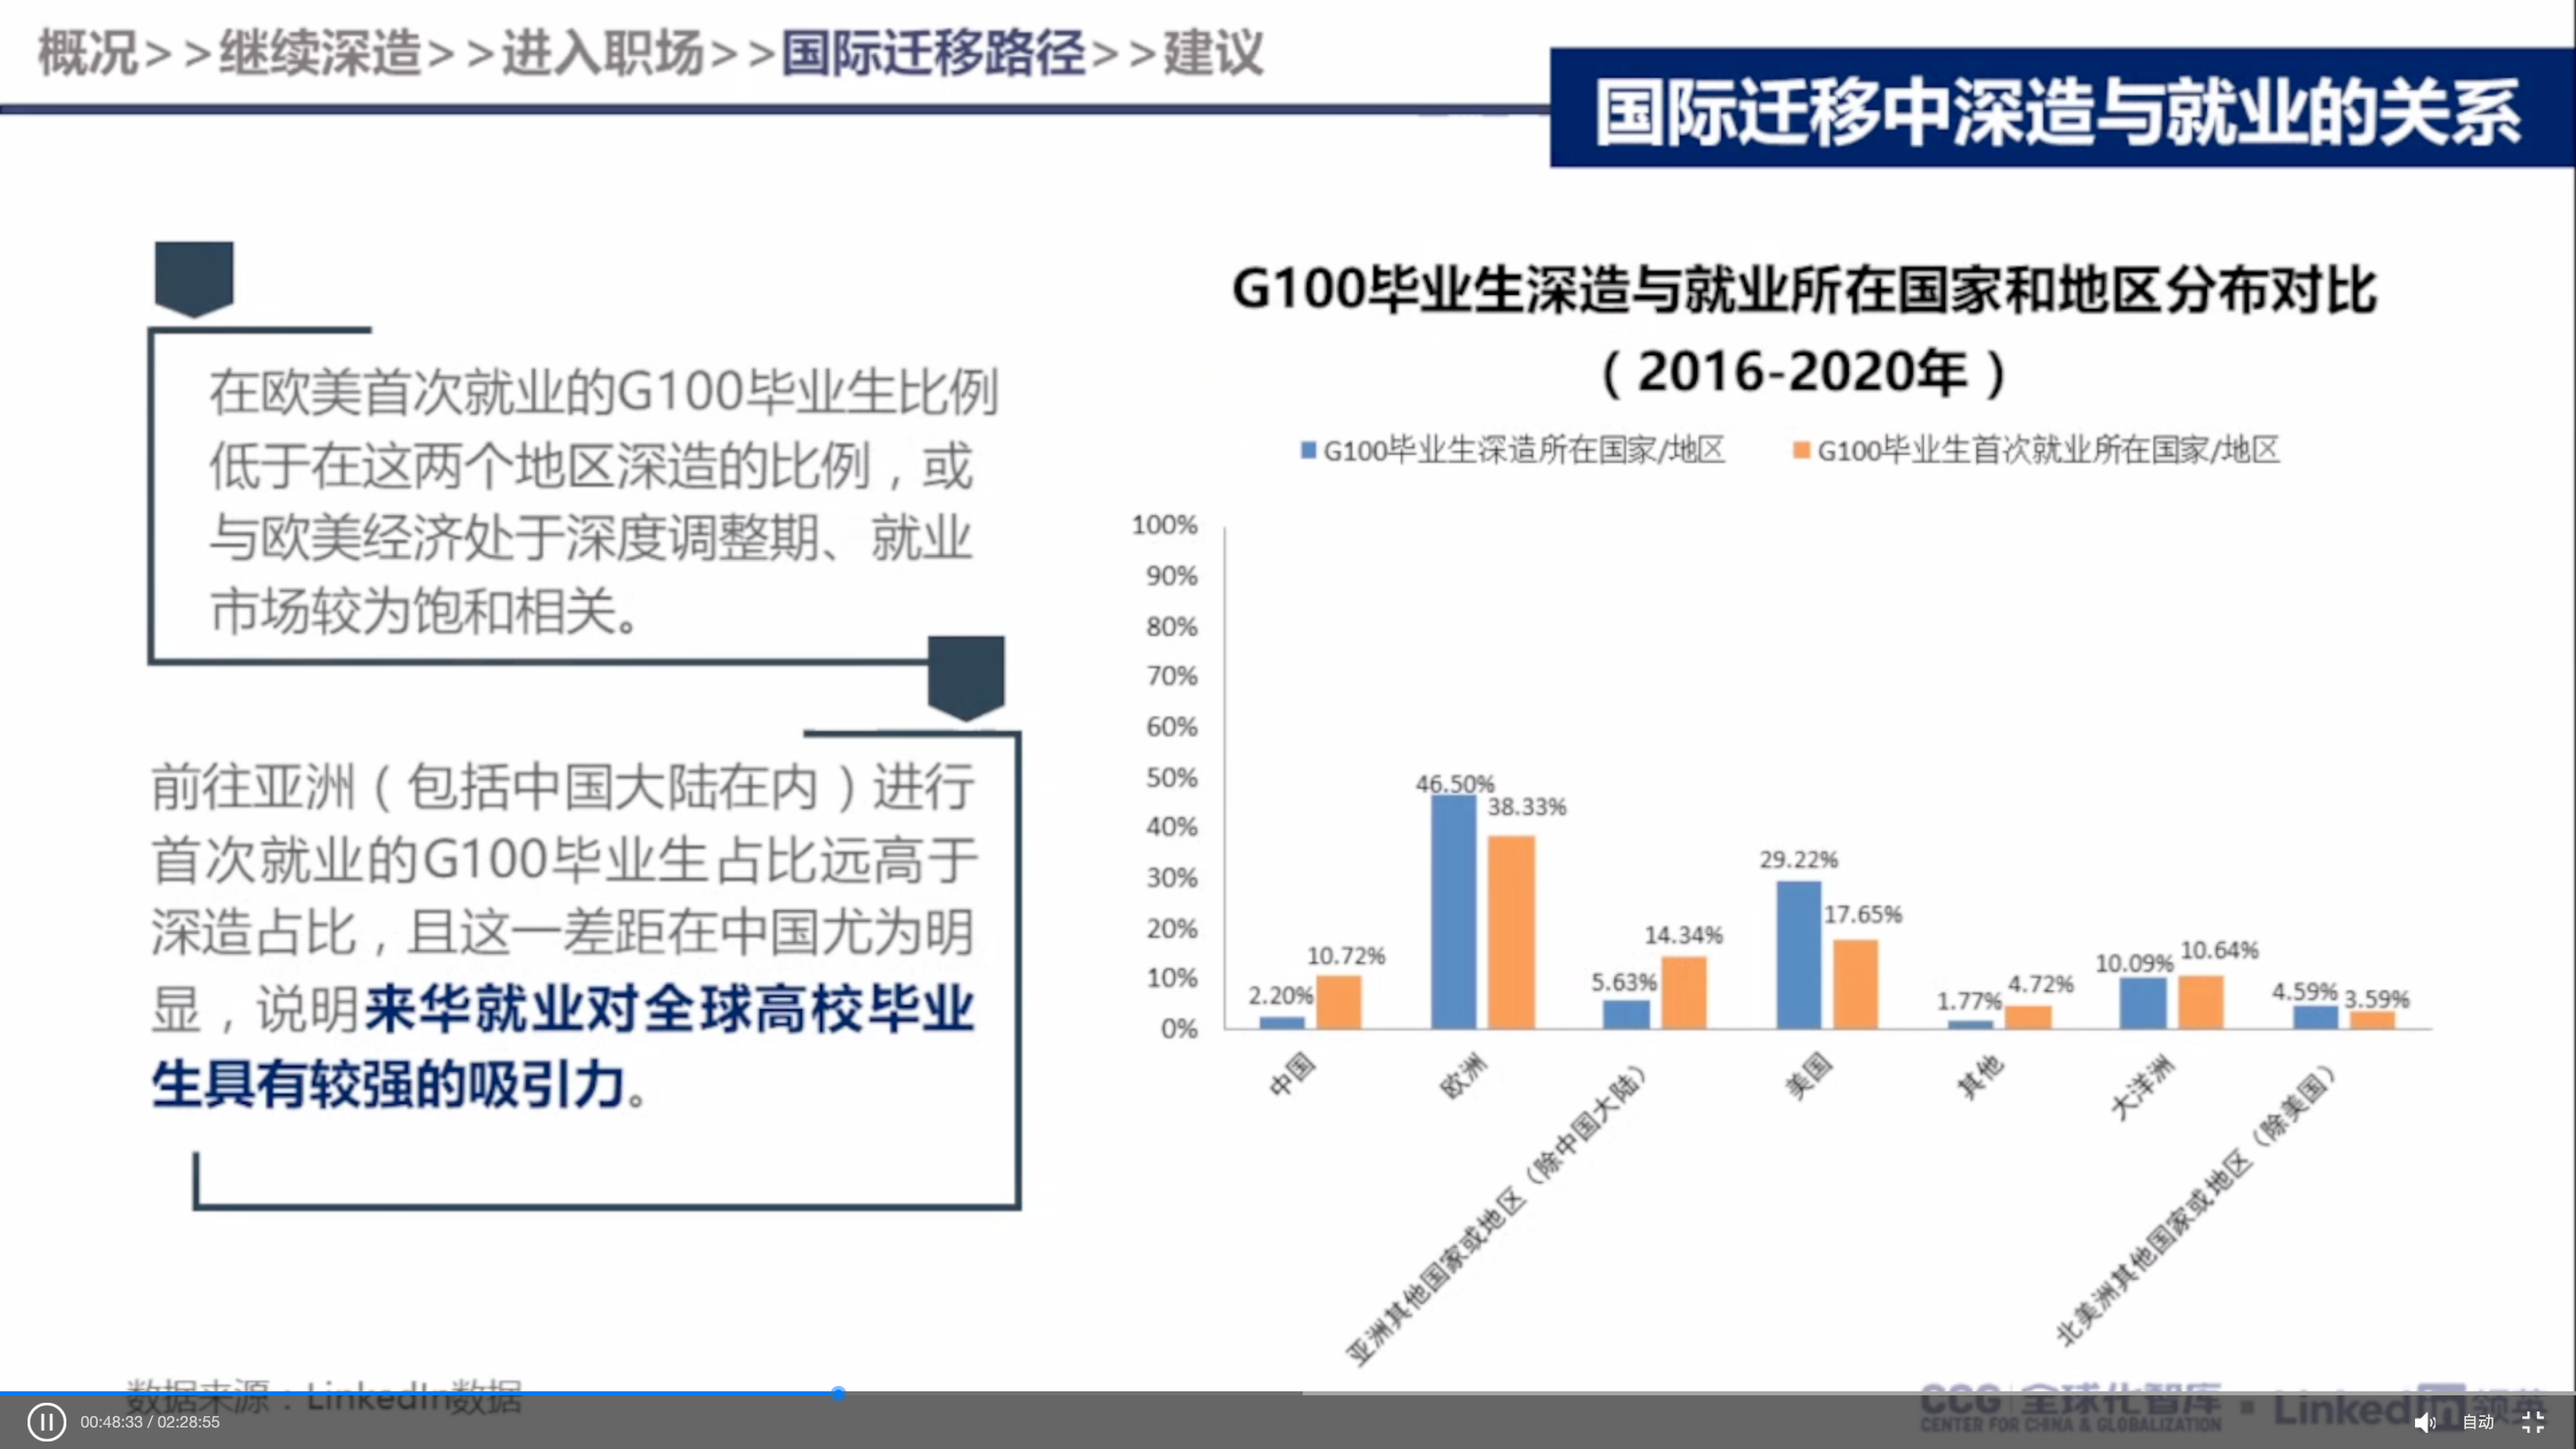 概况>>继续深造>>进入职场>>国际迁移路径>>建议
国际迁移中深造与就业的关系
在欧美首次就业的G100毕业生比例
低于在这两个地区深造的比例，或
与欧美经济处于深度调整期、就业
市场较为饱和相关。
前往亚洲（包括中国大陆在内）进行
首次就业的G100毕业生占比远高于
深造占比，且这一差距在中国尤为明
显，说明来华就业对全球高校毕业
生具有较强的吸引力。
G100毕业生深造与就业所在国家和地区分布对比
（2016-2020年）
G100毕业生深造所在国家/地区
G100毕业生首次就业所在国家/地区
100%
90%
80%
70%
60%
50%
40%
30%
20%
10%
0%
2.20%
10.72%
46.50%
38.33%
5.63%
14.34%
29.22%
17.65%
1.77%
4.72%
10.09%
10.64%
4.59%
3.59%
中国
欧洲
亚洲其他国家或地区（除中国大陆）
美国
其他
大洋洲
北美洲其他国家或地区（除美国）
数据来源：LinkedIn数据
CCG 全球化智库
CENTER FOR CHINA & GLOBALIZATION
LinkedIn 领英
00:48:33 / 02:28:55
自动